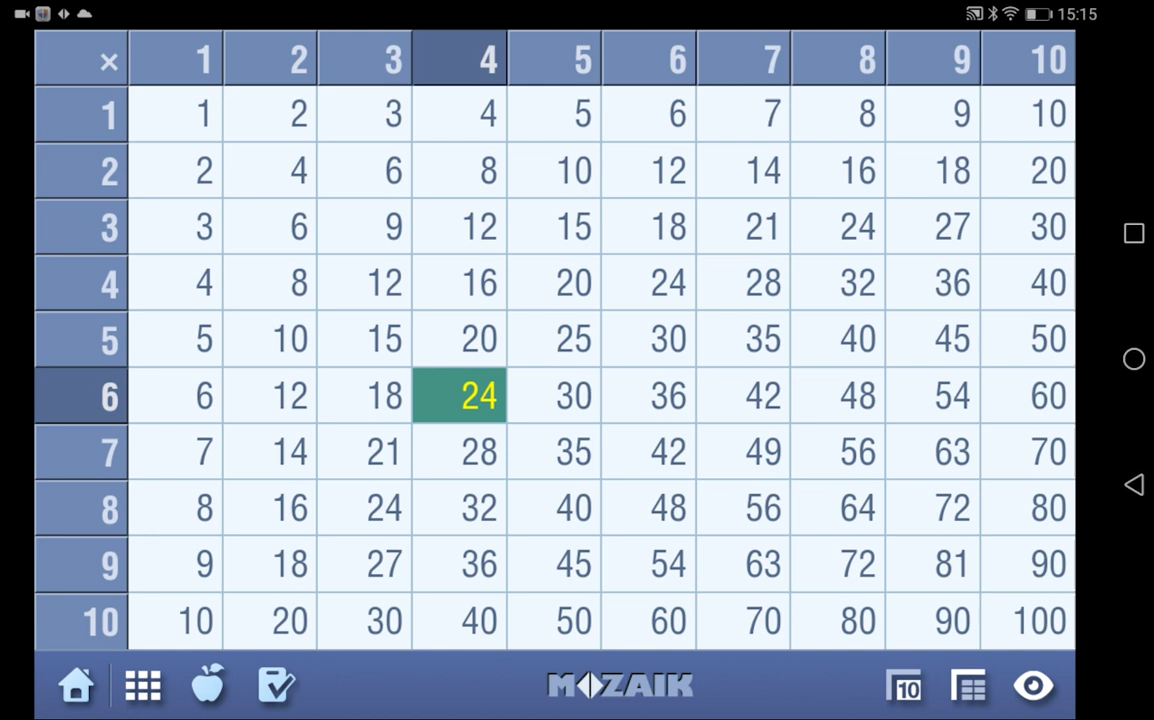 15:15
× 1 2 3 4 5 6 7 8 9 10
1 1 2 3 4 5 6 7 8 9 10
2 2 4 6 8 10 12 14 16 18 20
3 3 6 9 12 15 18 21 24 27 30
4 4 8 12 16 20 24 28 32 36 40
5 5 10 15 20 25 30 35 40 45 50
6 6 12 18 24 30 36 42 48 54 60
7 7 14 21 28 35 42 49 56 63 70
8 8 16 24 32 40 48 56 64 72 80
9 9 18 27 36 45 54 63 72 81 90
10 10 20 30 40 50 60 70 80 90 100
MOZAIK 10